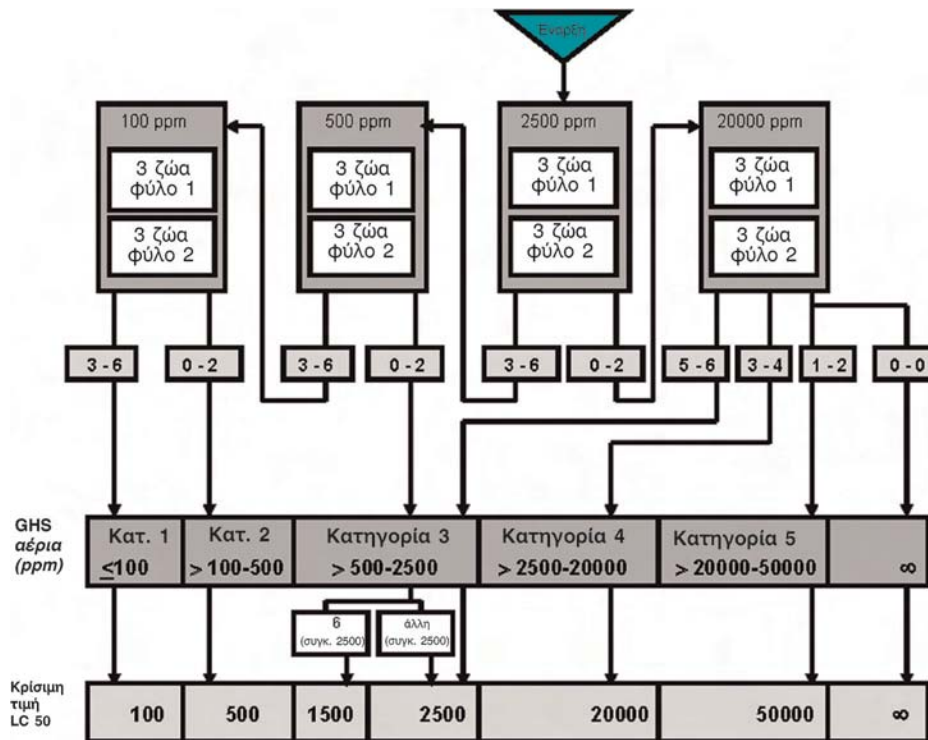 Έναρξη
100 ppm
500 ppm
2500 ppm
20000 ppm
3 ζώα
φύλο 1
3 ζώα
φύλο 1
3 ζώα
φύλο 1
3 ζώα
φύλο 1
3 ζώα
φύλο 2
3 ζώα
φύλο 2
3 ζώα
φύλο 2
3 ζώα
φύλο 2
3 - 6
0 - 2
3 - 6
0 - 2
3 - 6
0 - 2
5 - 6
3 - 4
1 - 2
0 - 0
GHS
αέρια
(ppm)
Κατ. 1
≤100
Κατ. 2
> 100-500
Κατηγορία 3
> 500-2500
Κατηγορία 4
> 2500-20000
Κατηγορία 5
> 20000-50000
∞
6
(συγκ. 2500)
άλλη
(συγκ. 2500)
Κρίσιμη
τιμή
LC 50
100
500
1500
2500
20000
50000
∞